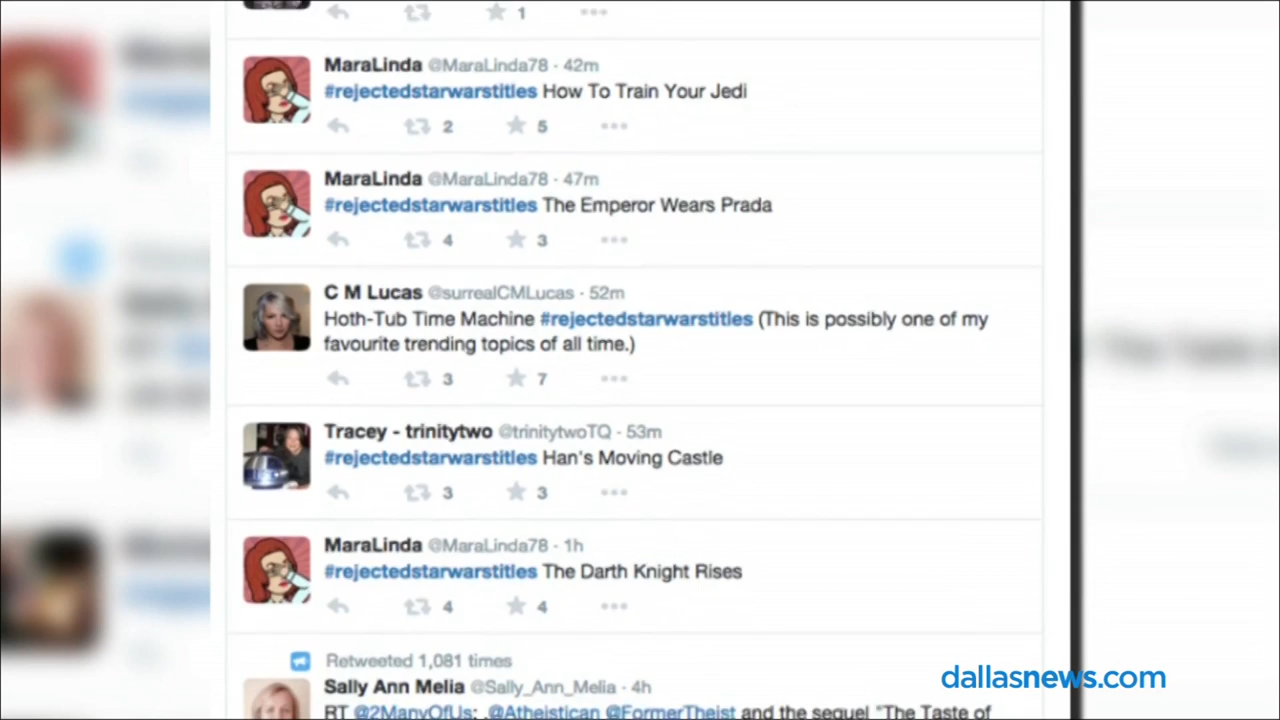 1
MaraLinda @MaraLinda78 · 42m
#rejectedstarwarstitles How To Train Your Jedi
2 5
MaraLinda @MaraLinda78 · 47m
#rejectedstarwarstitles The Emperor Wears Prada
4 3
C M Lucas @surrealCMLucas · 52m
Hoth-Tub Time Machine #rejectedstarwarstitles (This is possibly one of my
favourite trending topics of all time.)
3 7
Tracey - trinitytwo @trinitytwoTQ · 53m
#rejectedstarwarstitles Han's Moving Castle
3 3
MaraLinda @MaraLinda78 · 1h
#rejectedstarwarstitles The Darth Knight Rises
4 4
Retweeted 1,081 times
Sally Ann Melia @Sally_Ann_Melia · 4h
RT @2ManyOfUs: .@Atheistican @FormerTheist and the sequel "The Taste of
dallasnews.com